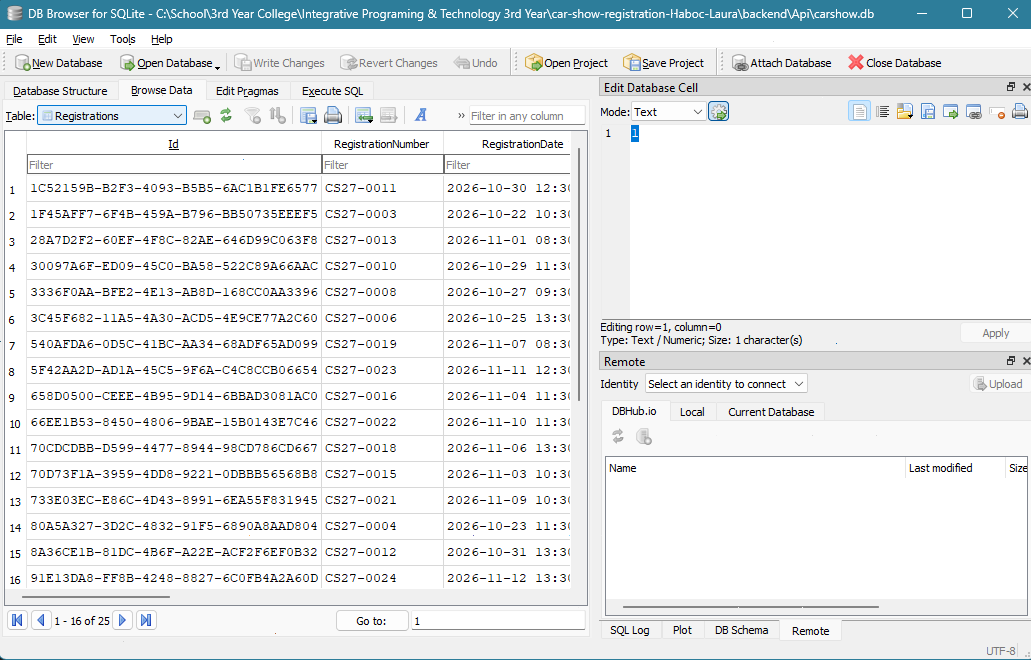 DB Browser for SQLite - C:\School\3rd Year College\Integrative Programing & Technology 3rd Year\car-show-registration-Haboc-Laura\backend\Api\carshow.db
File Edit View Tools Help
New Database Open Database Write Changes Revert Changes Undo Open Project Save Project Attach Database Close Database
Database Structure Browse Data Edit Pragmas Execute SQL
Table: Registrations » Filter in any column
Id RegistrationNumber RegistrationDate
Filter Filter Filter
1 1C52159B-B2F3-4093-B5B5-6AC1B1FE6577 CS27-0011 2026-10-30 12:30
2 1F45AFF7-6F4B-459A-B796-BB50735EEEF5 CS27-0003 2026-10-22 10:30
3 28A7D2F2-60EF-4F8C-82AE-646D99C063F8 CS27-0013 2026-11-01 08:30
4 30097A6F-ED09-45C0-BA58-522C89A66AAC CS27-0010 2026-10-29 11:30
5 3336F0AA-BFE2-4E13-AB8D-168CC0AA3396 CS27-0008 2026-10-27 09:30
6 3C45F682-11A5-4A30-ACD5-4E9CE77A2C60 CS27-0006 2026-10-25 13:30
7 540AFDA6-0D5C-41BC-AA34-68ADF65AD099 CS27-0019 2026-11-07 08:30
8 5F42AA2D-AD1A-45C5-9F6A-C4C8CCB06654 CS27-0023 2026-11-11 12:30
9 658D0500-CEEE-4B95-9D14-6BBAD3081AC0 CS27-0016 2026-11-04 11:30
10 66EE1B53-8450-4806-9BAE-15B0143E7C46 CS27-0022 2026-11-10 11:30
11 70CDCDBB-D599-4477-8944-98CD786CD667 CS27-0018 2026-11-06 13:30
12 70D73F1A-3959-4DD8-9221-0DBBB56568B8 CS27-0015 2026-11-03 10:30
13 733E03EC-E86C-4D43-8991-6EA55F831945 CS27-0021 2026-11-09 10:30
14 80A5A327-3D2C-4832-91F5-6890A8AAD804 CS27-0004 2026-10-23 11:30
15 8A36CE1B-81DC-4B6F-A22E-ACF2F6EF0B32 CS27-0012 2026-10-31 13:30
16 91E13DA8-FF8B-4248-8827-6C0FB4A2A60D CS27-0024 2026-11-12 13:30
1 - 16 of 25 Go to: 1
Edit Database Cell
Mode: Text
1 1
Editing row=1, column=0
Type: Text / Numeric; Size: 1 character(s)
Apply
Remote
Identity Select an identity to connect Upload
DBHub.io Local Current Database
Name Last modified Size
SQL Log Plot DB Schema Remote
UTF-8